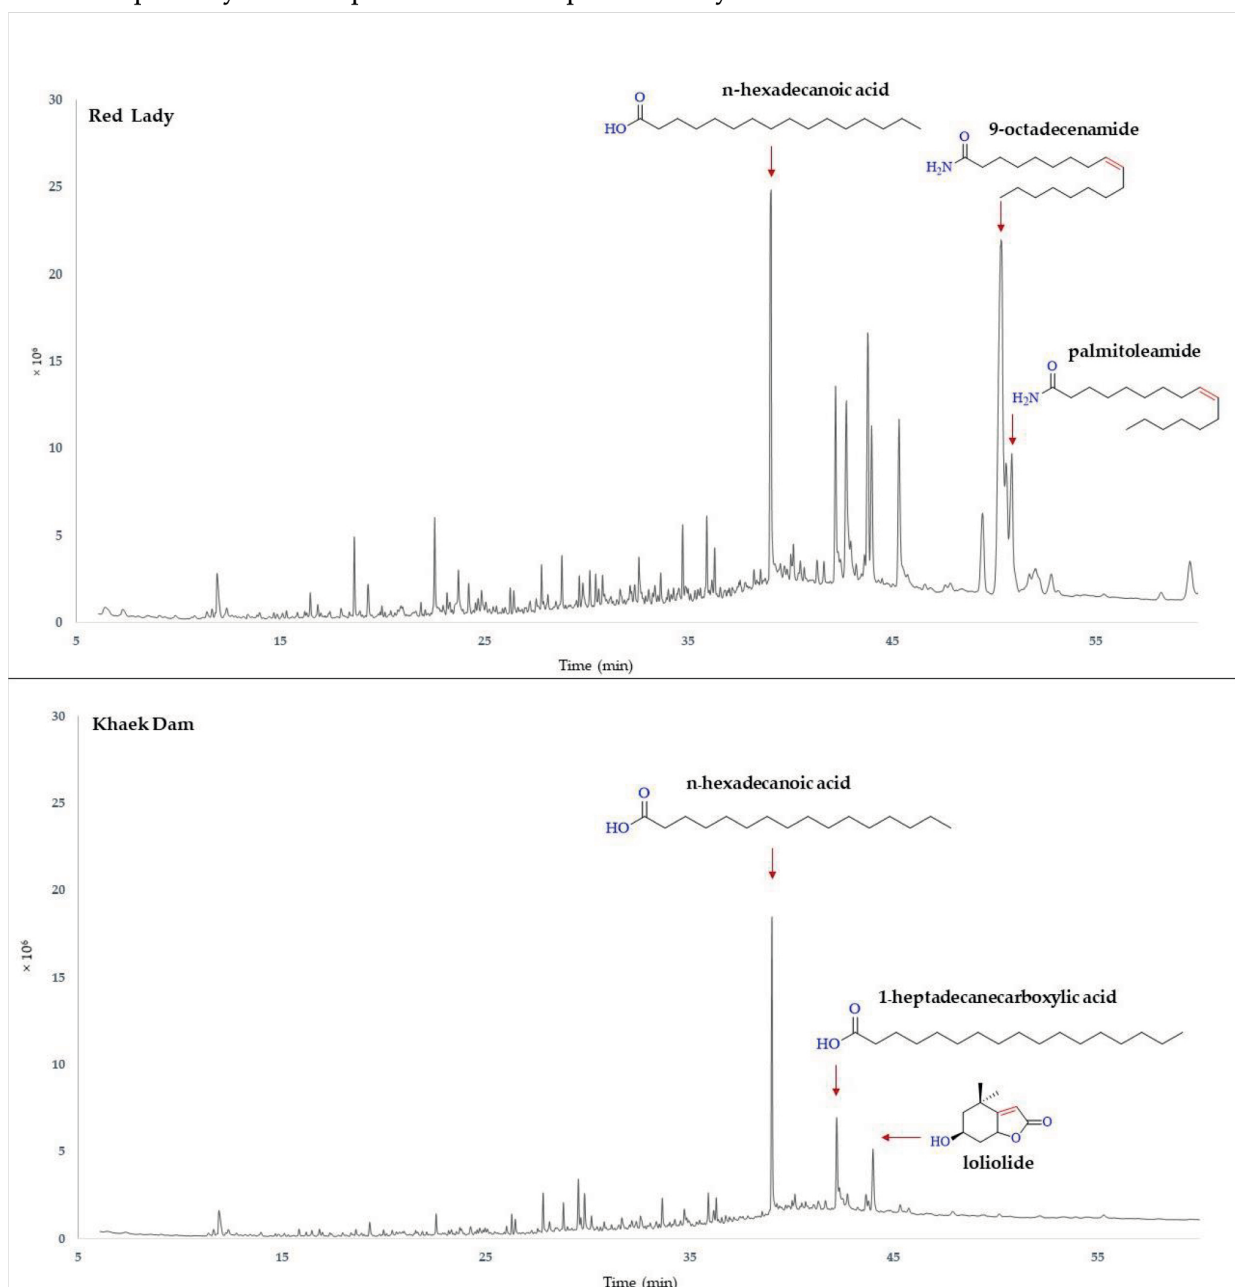 n-hexadecanoic acid
30
Red Lady
O
HO
9-octadecenamide
O
H₂N
25
20
palmitoleamide
× 10⁶
15
O
H₂N
10
5
0
5 15 25 35 45 55
Time (min)
30
Khaek Dam
n-hexadecanoic acid
25
O
HO
20
× 10⁶
15
1-heptadecanecarboxylic acid
O
HO
10
O
O
HO
5
loliolide
0
5 15 25 35 45 55
Time (min)